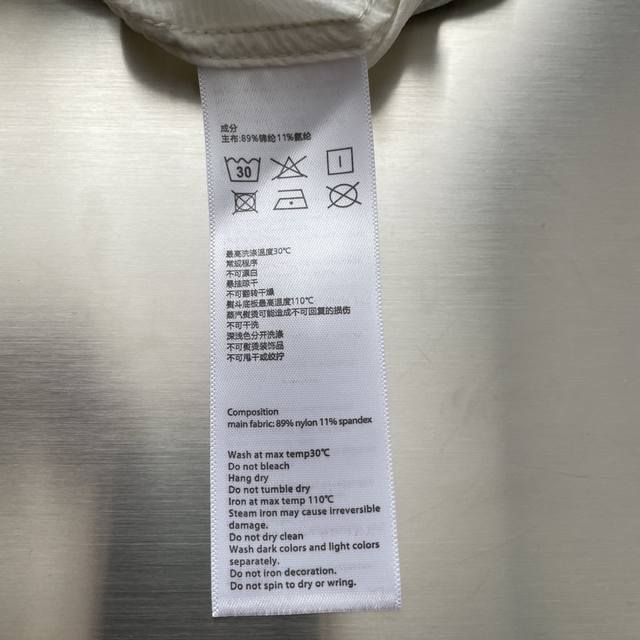 成分
主布:89%锦纶11%氨纶
30
最高洗涤温度30℃
常规程序
不可漂白
悬挂晾干
不可翻转干燥
熨斗底板最高温度110℃
蒸汽熨烫可能造成不可回复的损伤
不可干洗
深浅色分开洗涤
不可熨烫装饰品
不可甩干或绞拧
Composition
main fabric: 89% nylon 11% spandex
Wash at max temp30℃
Do not bleach
Hang dry
Do not tumble dry
Iron at max temp 110℃
Steam iron may cause irreversible
damage.
Do not dry clean
Wash dark colors and light colors
separately.
Do not iron decoration.
Do not spin to dry or wring.